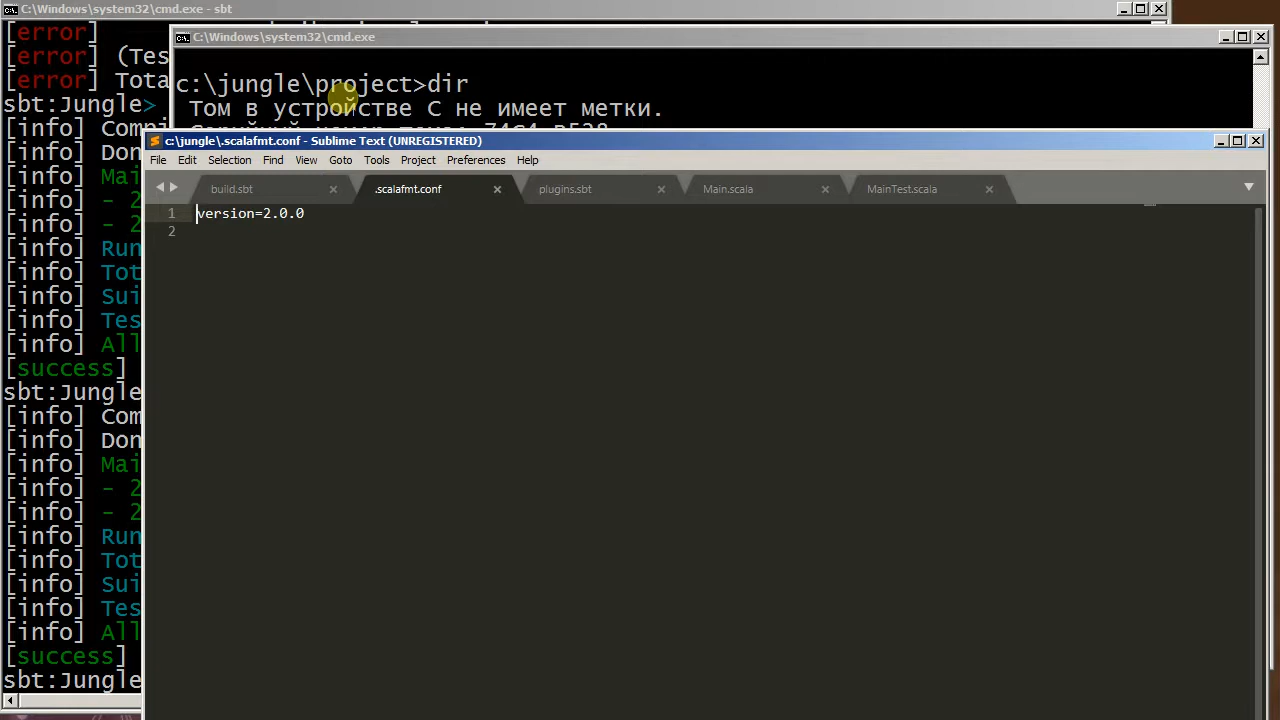 C:\Windows\system32\cmd.exe - sbt
[error]
[error] (Tes
[error] Tota
sbt:Jungle>
[info] Compi
[info] Don
[info] Mai
[info] - 2
[info] - 2
[info] Run
[info] Tot
[info] Sui
[info] Tes
[info] All
[success]
sbt:Jungle
[info] Com
[info] Don
[info] Mai
[info] - 2
[info] - 2
[info] Run
[info] Tot
[info] Sui
[info] Tes
[info] All
[success]
sbt:Jungle
C:\Windows\system32\cmd.exe
c:\jungle\project>dir
Том в устройстве C не имеет метки.
c:\jungle\.scalafmt.conf - Sublime Text (UNREGISTERED)
File Edit Selection Find View Goto Tools Project Preferences Help
build.sbt .scalafmt.conf plugins.sbt Main.scala MainTest.scala
1 version=2.0.0
2